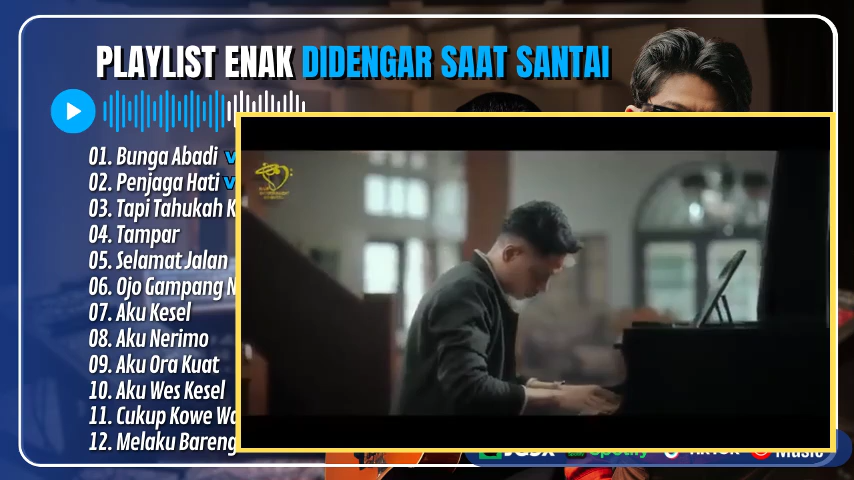 PLAYLIST ENAK DIDENGAR SAAT SANTAI
01. Bunga Abadi
02. Penjaga Hati
03. Tapi Tahukah K
04. Tampar
05. Selamat Jalan
06. Ojo Gampang
07. Aku Kesel
08. Aku Nerimo
09. Aku Ora Kuat
10. Aku Wes Kesel
11. Cukup Kowe
12. Melaku Bareng
Spotify
Music